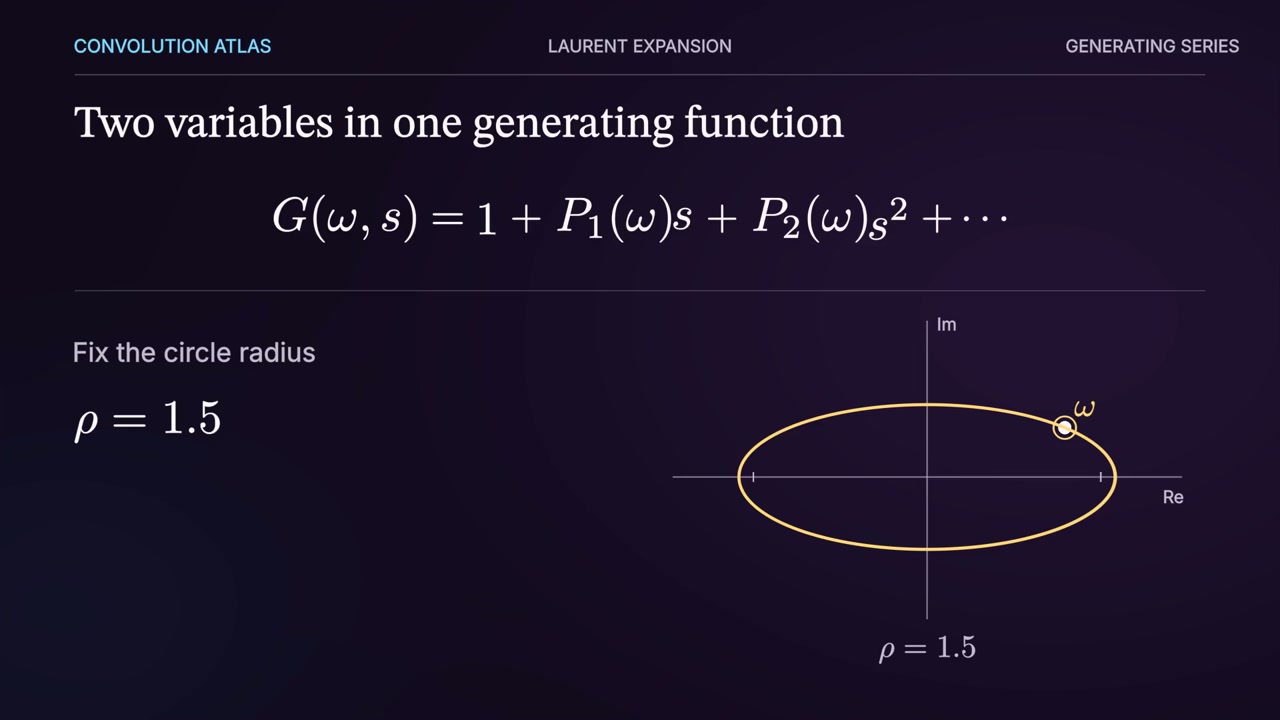 CONVOLUTION ATLAS
LAURENT EXPANSION
GENERATING SERIES
Two variables in one generating function
G(ω, s) = 1 + P₁(ω)s + P₂(ω)s² + ⋯
Fix the circle radius
ρ = 1.5
Im
ω
Re
ρ = 1.5